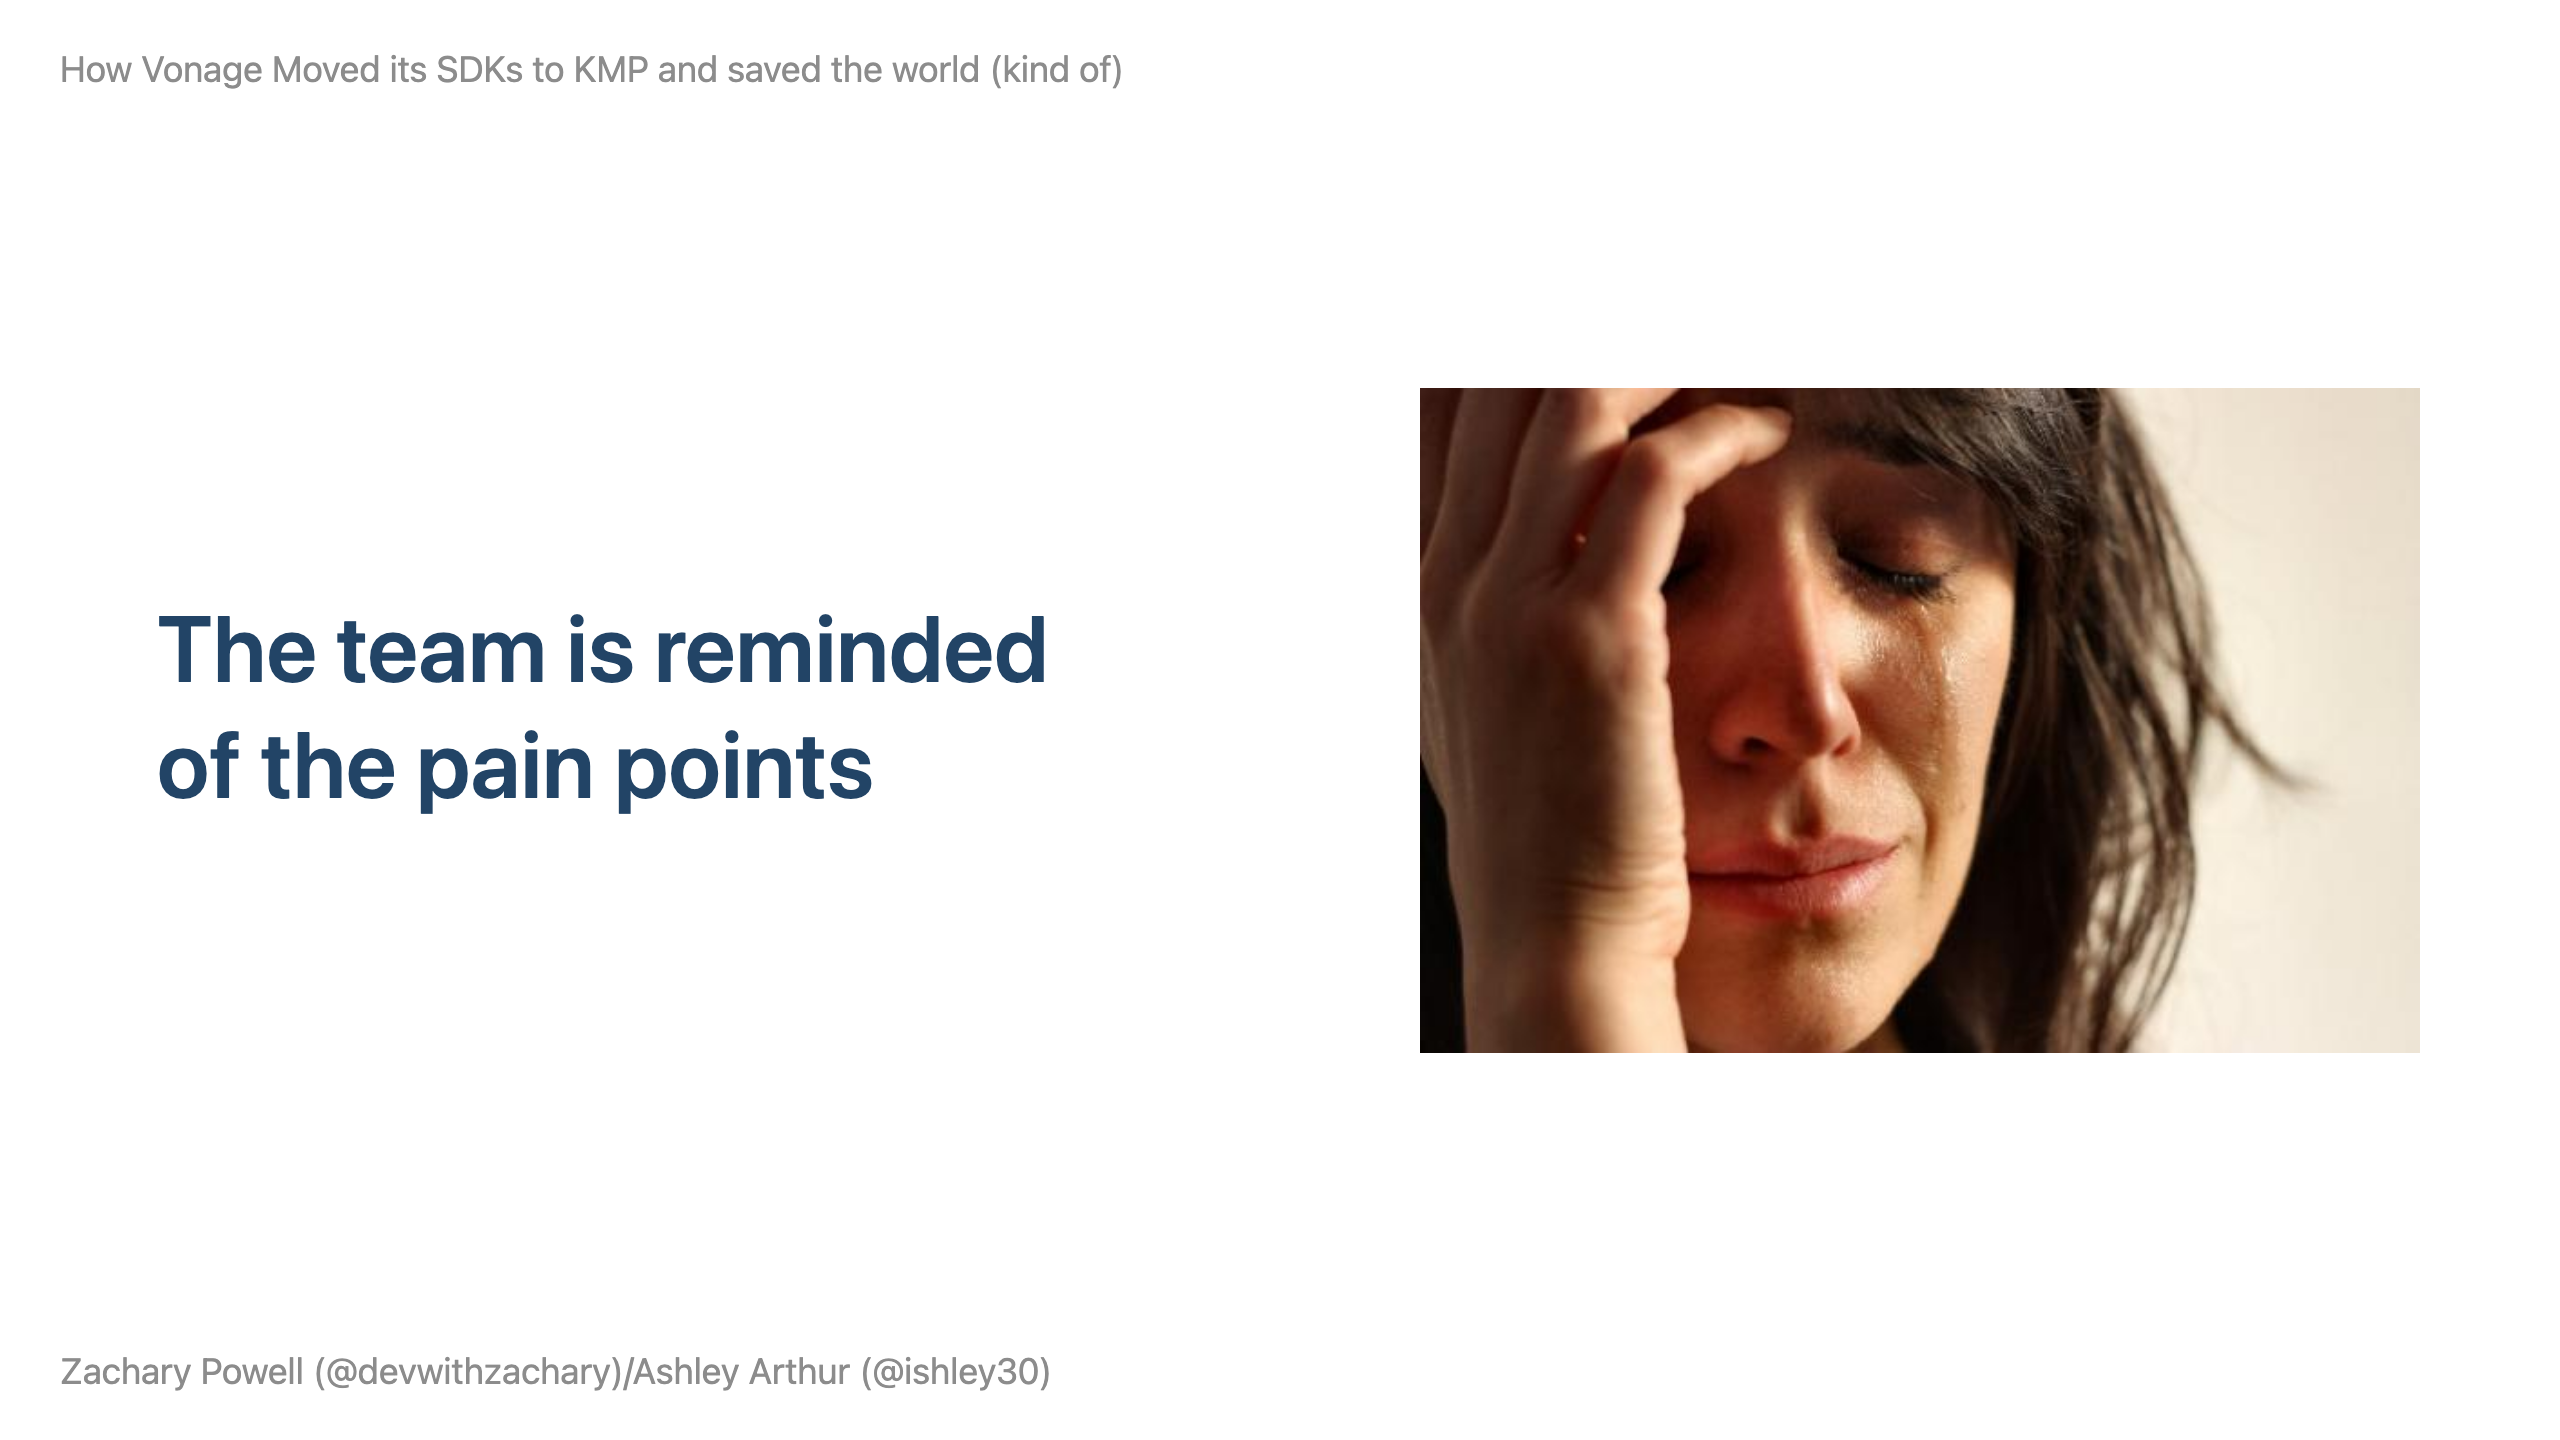 How Vonage Moved its SDKs to KMP and saved the world (kind of)
The team is reminded
of the pain points
Zachary Powell (@devwithzachary)/Ashley Arthur (@ishley30)